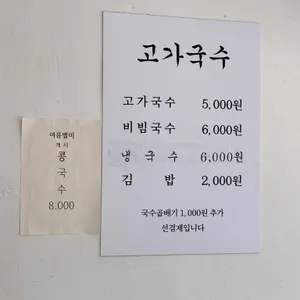 고가국수
고가국수 5,000원
비빔국수 6,000원
냉국수 6,000원
김밥 2,000원
국수곱배기 1,000원 추가
선결제입니다
여름별미
개시
콩
국
수
8,000